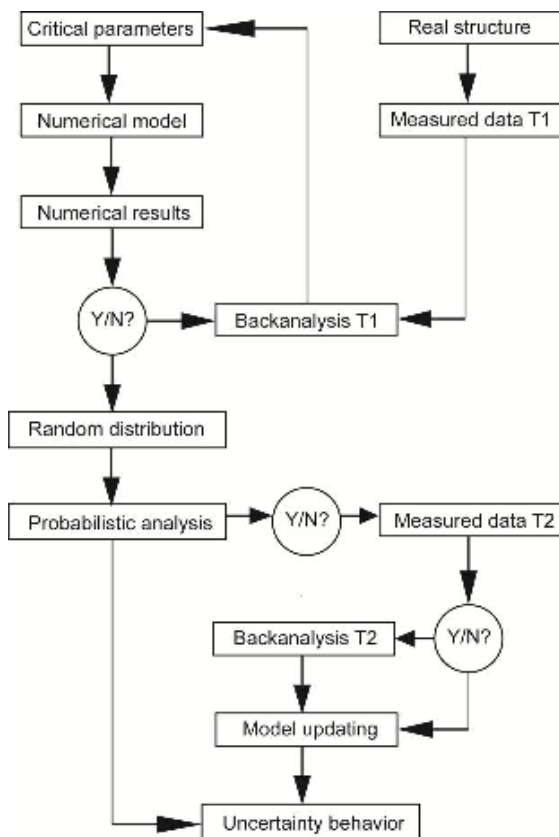 Critical parameters
Real structure
Numerical model
Measured data T1
Numerical results
Y/N?
Backanalysis T1
Random distribution
Probabilistic analysis
Y/N?
Measured data T2
Backanalysis T2
Y/N?
Model updating
Uncertainty behavior